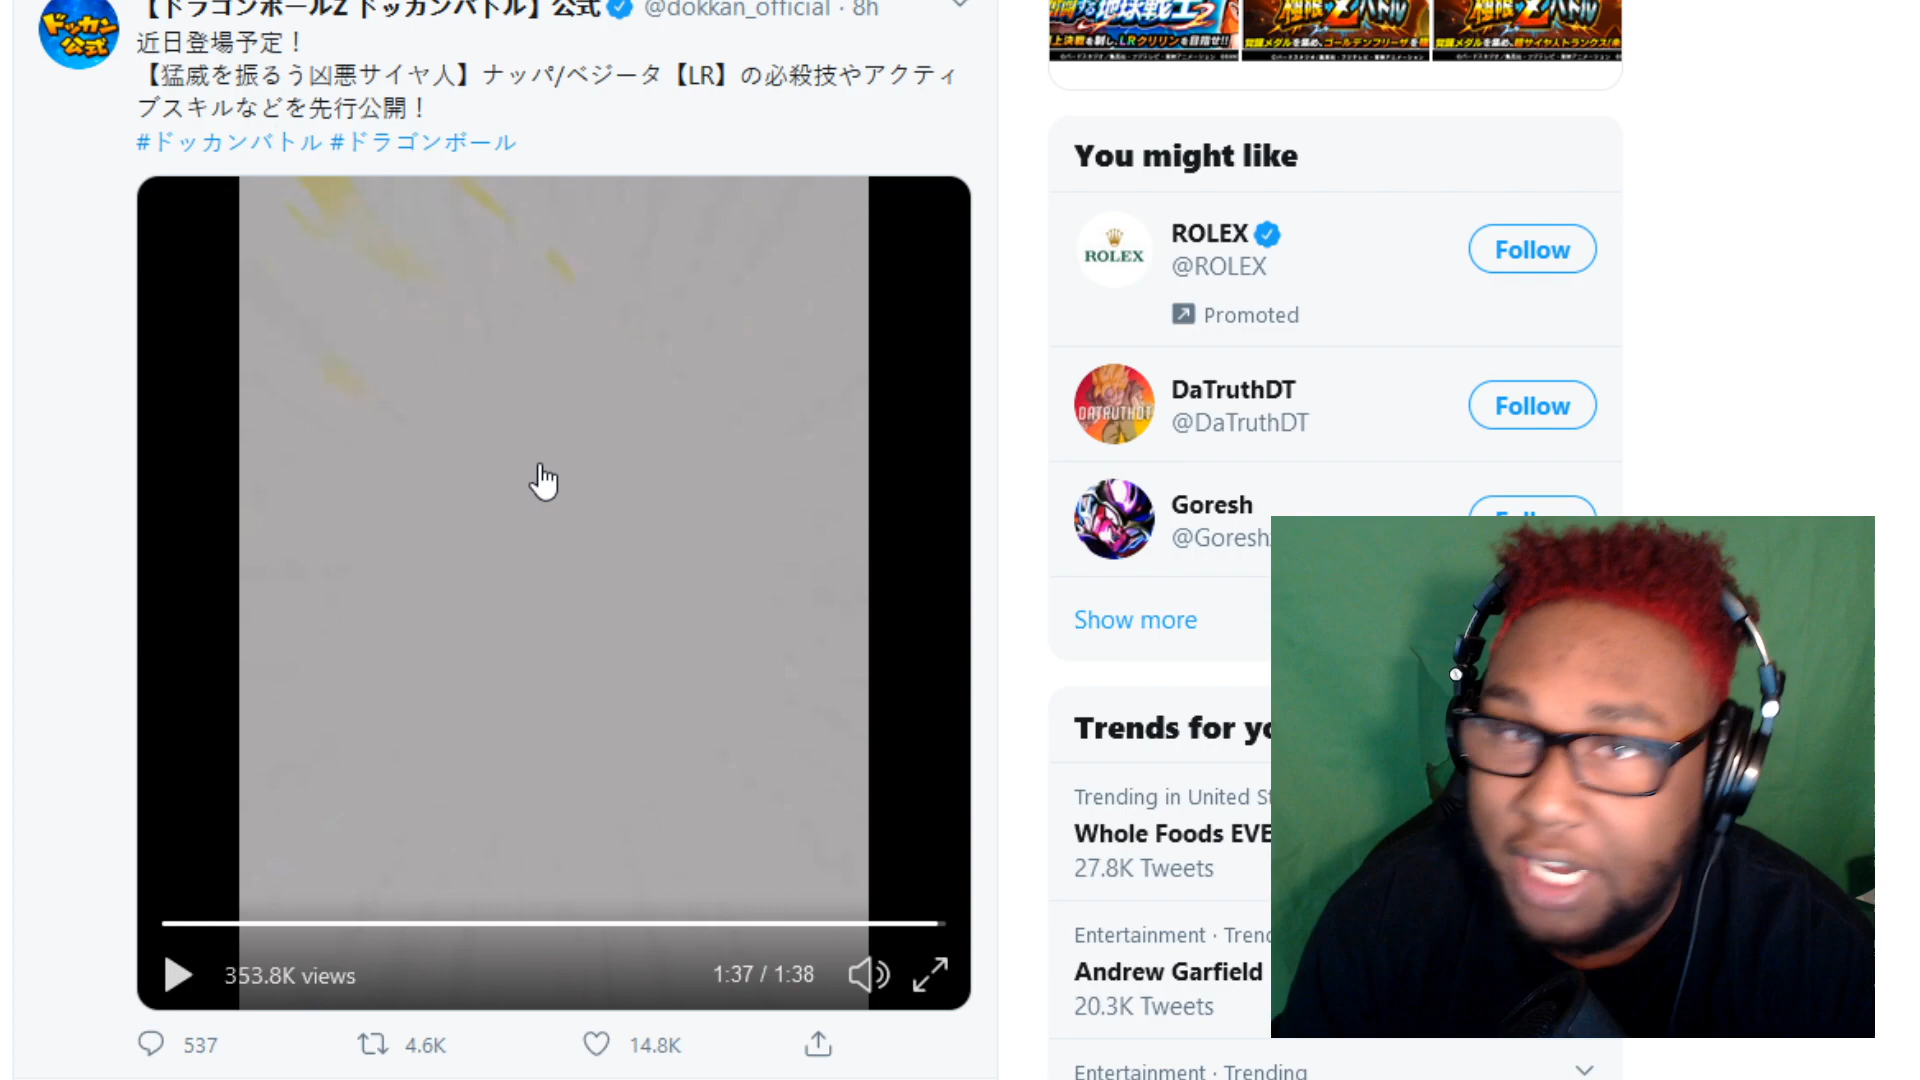 【ドラゴンボールZ ドッカンバトル】公式 @dokkan_official · 8h
近日登場予定！
【猛威を振るう凶悪サイヤ人】ナッパ/ベジータ【LR】の必殺技やアクティ
ブスキルなどを先行公開！
#ドッカンバトル #ドラゴンボール
353.8K views
1:37 / 1:38
537
4.6K
14.8K
You might like
ROLEX
ROLEX
@ROLEX
Follow
Promoted
DATRUTHDT
DaTruthDT
@DaTruthDT
Follow
Goresh
@Goresh
Show more
Trends for yo
Trending in United St
Whole Foods EVE
27.8K Tweets
Entertainment · Trend
Andrew Garfield
20.3K Tweets
Entertainment · Trending